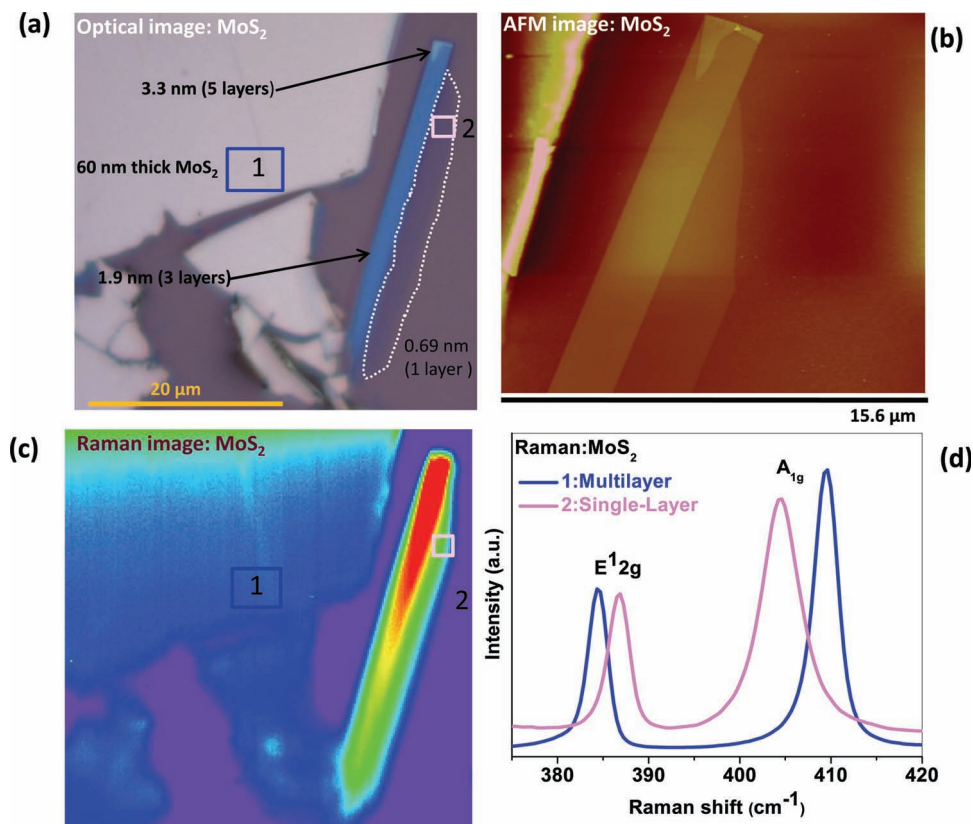 (a)
Optical image: MoS₂
3.3 nm (5 layers)
2
60 nm thick MoS₂
1
1.9 nm (3 layers)
0.69 nm
(1 layer )
20 µm
AFM image: MoS₂
(b)
15.6 µm
(c)
Raman image: MoS₂
1
2
(d)
Raman:MoS₂
1:Multilayer
2:Single-Layer
A₁g
E¹2g
Intensity (a.u.)
380 390 400 410 420
Raman shift (cm⁻¹)